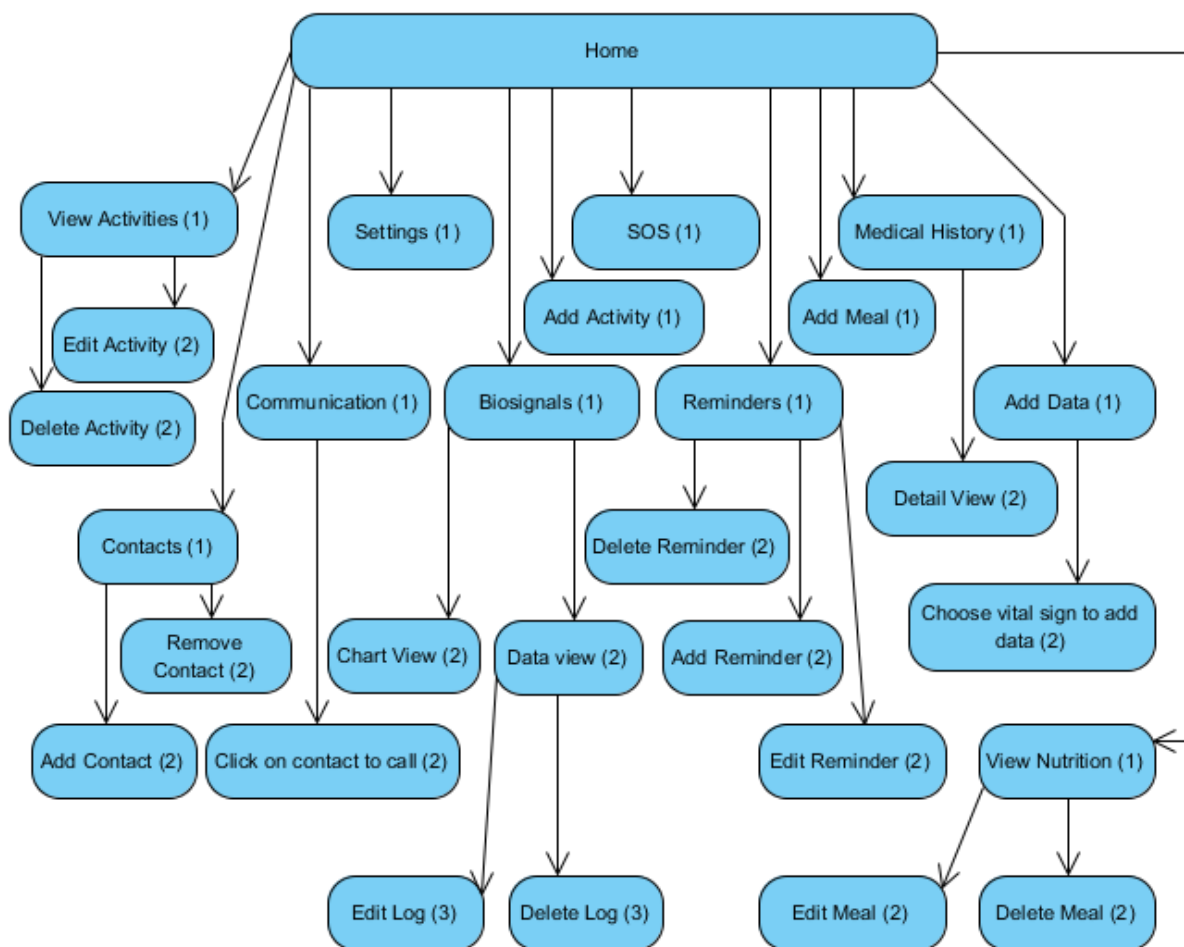 Home
View Activities (1)
Settings (1)
SOS (1)
Medical History (1)
Add Activity (1)
Add Meal (1)
Edit Activity (2)
Delete Activity (2)
Communication (1)
Biosignals (1)
Reminders (1)
Add Data (1)
Detail View (2)
Contacts (1)
Delete Reminder (2)
Choose vital sign to add
data (2)
Remove
Contact (2)
Chart View (2)
Data view (2)
Add Reminder (2)
Add Contact (2)
Click on contact to call (2)
Edit Reminder (2)
View Nutrition (1)
Edit Log (3)
Delete Log (3)
Edit Meal (2)
Delete Meal (2)